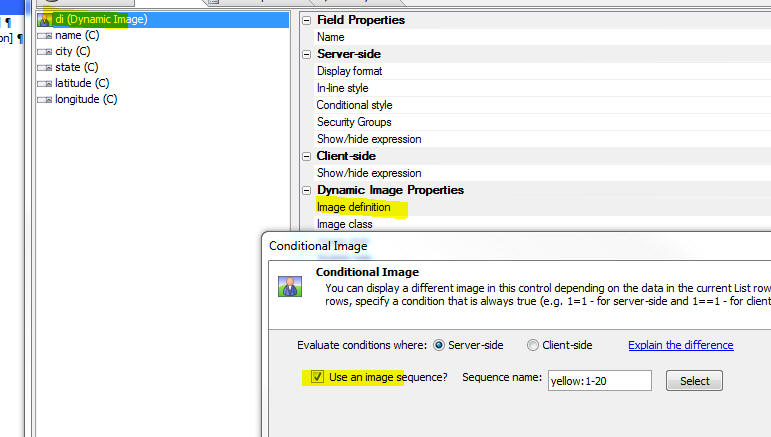 ¶
on] ¶
di (Dynamic Image)
name (C)
city (C)
state (C)
latitude (C)
longitude (C)
Field Properties
Name
Server-side
Display format
In-line style
Conditional style
Security Groups
Show/hide expression
Client-side
Show/hide expression
Dynamic Image Properties
Image definition
Image class
Conditional Image
Conditional Image
You can display a different image in this control depending on the data in the current List row
rows, specify a condition that is always true (e.g. 1=1 - for server-side and 1==1 - for client
Evaluate conditions where: Server-side Client-side Explain the difference
Use an image sequence? Sequence name: yellow:1-20 Select